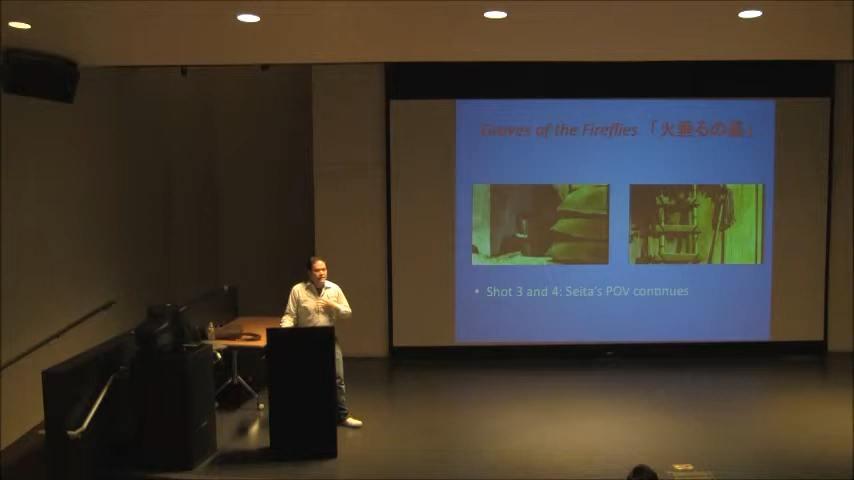 Graves of the Fireflies 「火垂るの墓」
• Shot 3 and 4: Seita's POV continues